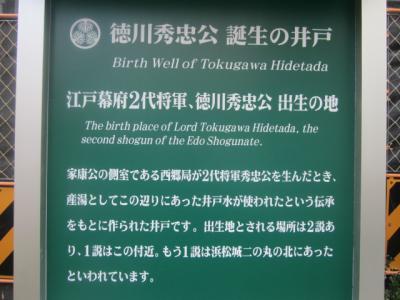 徳川秀忠公 誕生の井戸
Birth Well of Tokugawa Hidetada
江戸幕府2代将軍、徳川秀忠公 出生の地
The birth place of Lord Tokugawa Hidetada, the
second shogun of the Edo Shogunate.
家康公の側室である西郷局が2代将軍秀忠公を生んだとき、
産湯としてこの辺りにあった井戸水が使われたという伝承
をもとに作られた井戸です。出生地とされる場所は2説あ
り、1説はこの付近。もう1説は浜松城二の丸の北にあった
といわれています。